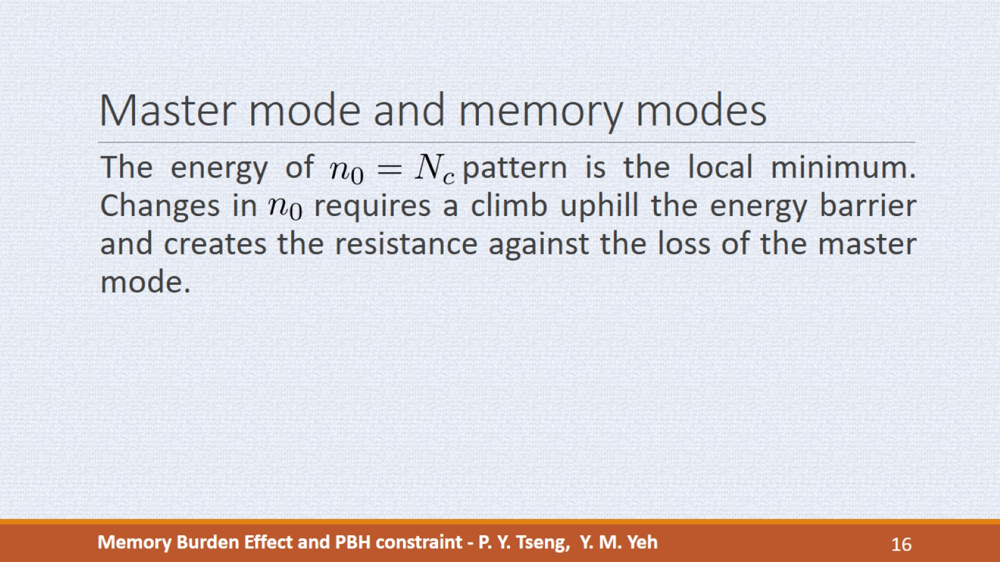 Master mode and memory modes
The energy of n₀ = N_c pattern is the local minimum.
Changes in n₀ requires a climb uphill the energy barrier
and creates the resistance against the loss of the master
mode.
Memory Burden Effect and PBH constraint - P. Y. Tseng, Y. M. Yeh
16